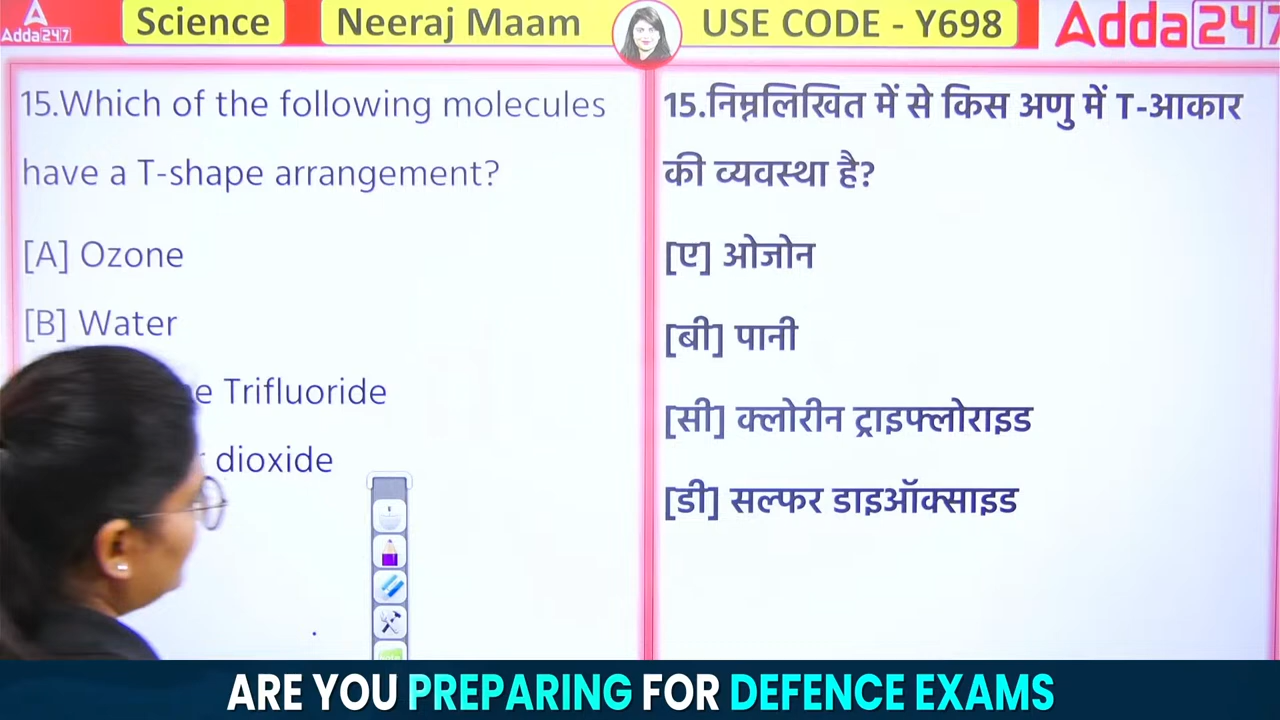 Adda247
Science
Neeraj Maam
USE CODE - Y698
Adda247
15.Which of the following molecules
have a T-shape arrangement?
[A] Ozone
[B] Water
Trifluoride
dioxide
15.निम्नलिखित में से किस अणु में T-आकार
की व्यवस्था है?
[ए] ओजोन
[बी] पानी
[सी] क्लोरीन ट्राइफ्लोराइड
[डी] सल्फर डाइऑक्साइड
ARE YOU PREPARING FOR DEFENCE EXAMS